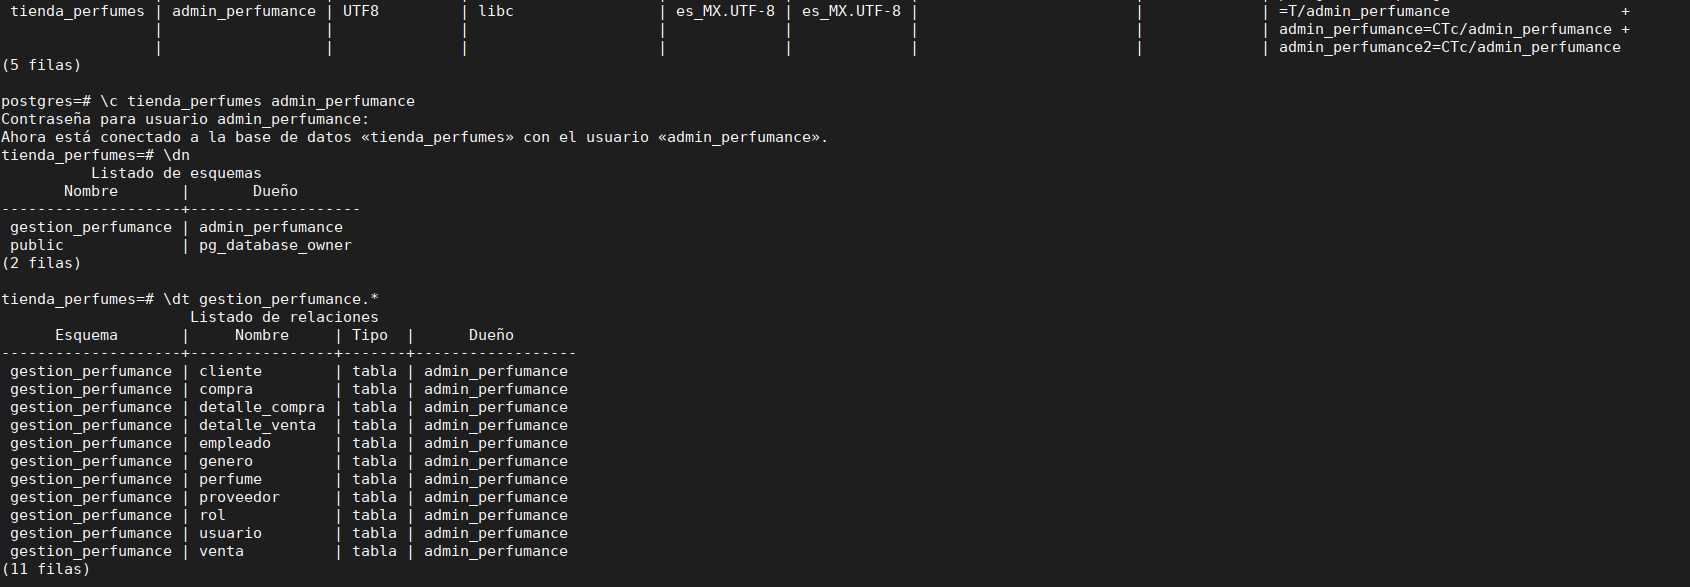 tienda_perfumes | admin_perfumance | UTF8         | libc                | es_MX.UTF-8 | es_MX.UTF-8 |                        |             | =T/admin_perfumance                   +
                 |                  |              |                     |             |             |                        |             | admin_perfumance=CTc/admin_perfumance +
                 |                  |              |                     |             |             |                        |             | admin_perfumance2=CTc/admin_perfumance
(5 filas)

postgres=# \c tienda_perfumes admin_perfumance
Contraseña para usuario admin_perfumance:
Ahora está conectado a la base de datos «tienda_perfumes» con el usuario «admin_perfumance».
tienda_perfumes=# \dn
          Listado de esquemas
       Nombre       |       Dueño
--------------------+-------------------
 gestion_perfumance | admin_perfumance
 public             | pg_database_owner
(2 filas)

tienda_perfumes=# \dt gestion_perfumance.*
                     Listado de relaciones
      Esquema       |     Nombre     | Tipo  |      Dueño
--------------------+----------------+-------+------------------
 gestion_perfumance | cliente        | tabla | admin_perfumance
 gestion_perfumance | compra         | tabla | admin_perfumance
 gestion_perfumance | detalle_compra | tabla | admin_perfumance
 gestion_perfumance | detalle_venta  | tabla | admin_perfumance
 gestion_perfumance | empleado       | tabla | admin_perfumance
 gestion_perfumance | genero         | tabla | admin_perfumance
 gestion_perfumance | perfume        | tabla | admin_perfumance
 gestion_perfumance | proveedor      | tabla | admin_perfumance
 gestion_perfumance | rol            | tabla | admin_perfumance
 gestion_perfumance | usuario        | tabla | admin_perfumance
 gestion_perfumance | venta          | tabla | admin_perfumance
(11 filas)